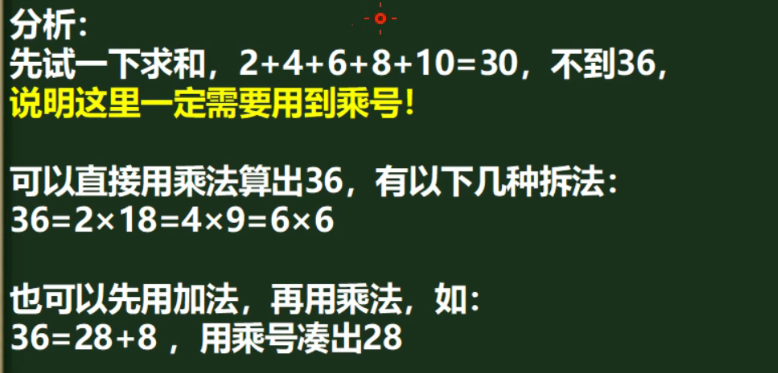 分析：
先试一下求和，2+4+6+8+10=30，不到36，
说明这里一定需要用到乘号！
可以直接用乘法算出36，有以下几种拆法：
36=2×18=4×9=6×6
也可以先用加法，再用乘法，如：
36=28+8 ，用乘号凑出28